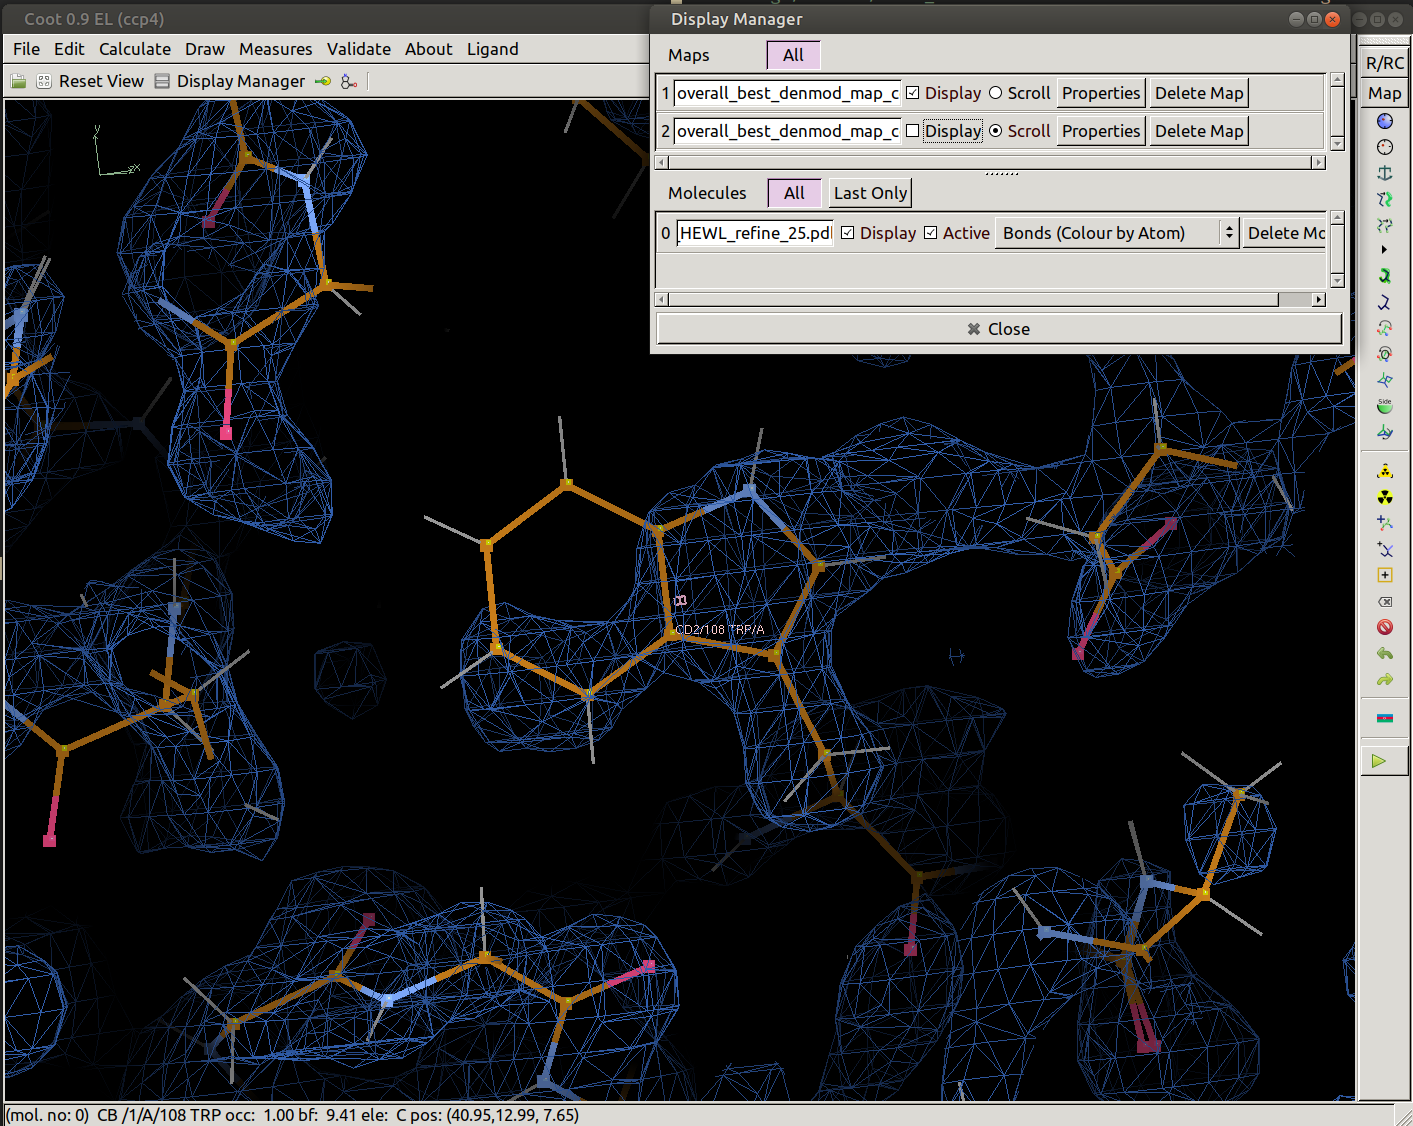 Coot 0.9 EL (ccp4)
File Edit Calculate Draw Measures Validate About Ligand
Reset View Display Manager
Display Manager
Maps All
1 overall_best_denmod_map_c Display Scroll Properties Delete Map
2 overall_best_denmod_map_c Display Scroll Properties Delete Map
Molecules All Last Only
0 _HEWL_refine_25.pdb Display Active Bonds (Colour by Atom) Delete Mo
Close
R/RC
Map
Side
y
x
CD2/108 TRP/A
(mol. no: 0) CB /1/A/108 TRP occ: 1.00 bf: 9.41 ele: C pos: (40.95,12.99, 7.65)